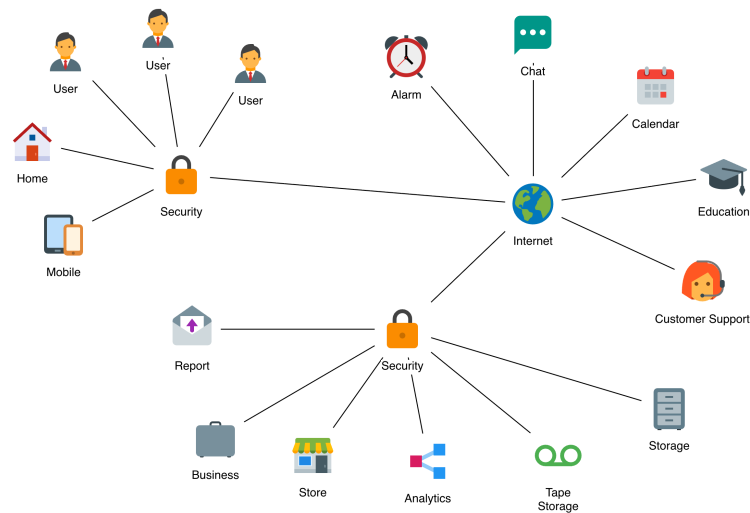 User
User
User
Alarm
Chat
Calendar
Home
Security
Education
Mobile
Internet
Customer Support
Report
Security
Business
Store
Analytics
Tape
Storage
Storage